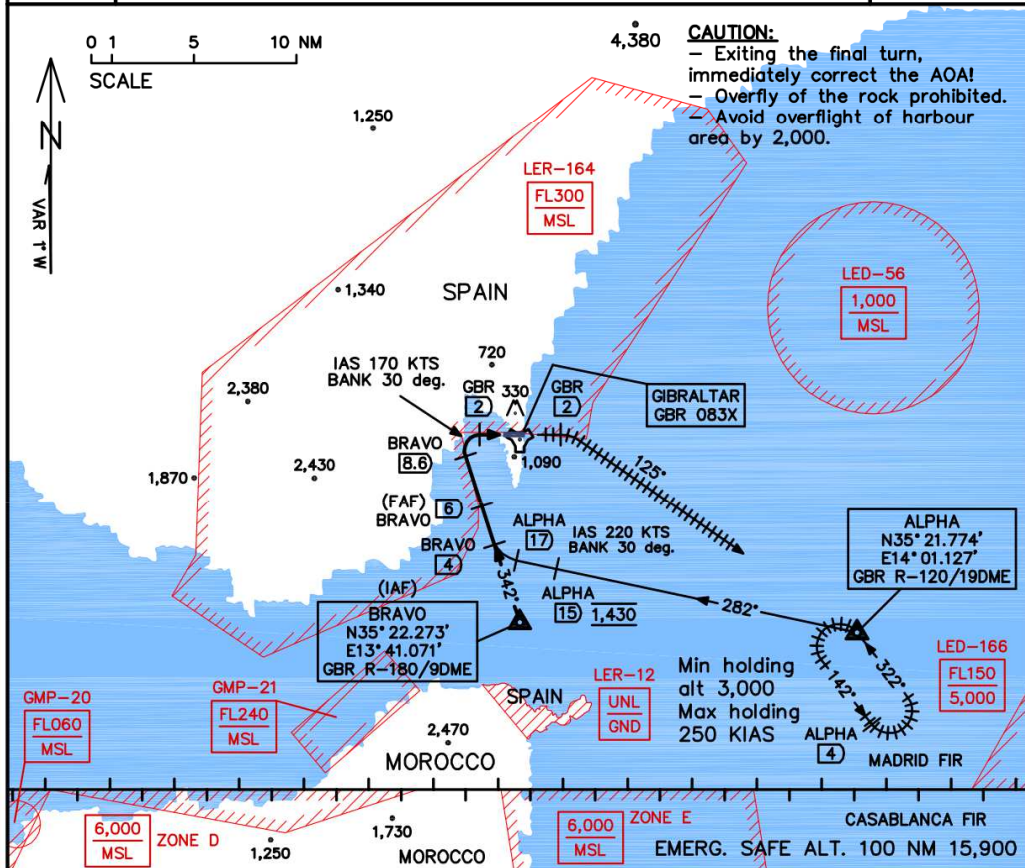 0 1 5 10 NM
SCALE
N
VAR 1° W
4,380
CAUTION:
– Exiting the final turn,
immediately correct the AOA!
– Overfly of the rock prohibited.
– Avoid overflight of harbour
area by 2,000.
1,250
LER-164
FL300
MSL
LED-56
1,000
MSL
1,340
SPAIN
720
IAS 170 KTS
BANK 30 deg.
GBR
2
330
GBR
2
GIBRALTAR
GBR 083X
2,380
BRAVO
8.6
1,090
125°
1,870
2,430
(FAF)
BRAVO
6
ALPHA
17
IAS 220 KTS
BANK 30 deg.
BRAVO
4
ALPHA
N35° 21.774'
E14° 01.127'
GBR R-120/19DME
(IAF)
BRAVO
N35° 22.273'
E13° 41.071'
GBR R-180/9DME
342°
ALPHA
15 1,430
282°
322°
142°
LED-166
FL150
5,000
Min holding
alt 3,000
Max holding
250 KIAS
ALPHA
4
MADRID FIR
GMP-20
FL060
MSL
GMP-21
FL240
MSL
SPAIN
LER-12
UNL
GND
2,470
MOROCCO
6,000
MSL
ZONE D
1,250
1,730
MOROCCO
6,000
MSL
ZONE E
CASABLANCA FIR
EMERG. SAFE ALT. 100 NM 15,900